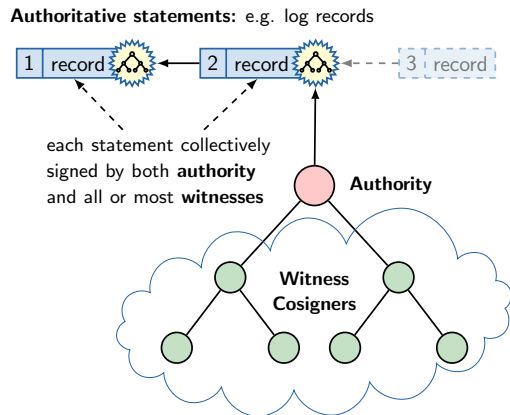 Authoritative statements: e.g. log records
1 record 2 record 3 record
each statement collectively
signed by both authority
and all or most witnesses
Authority
Witness
Cosigners